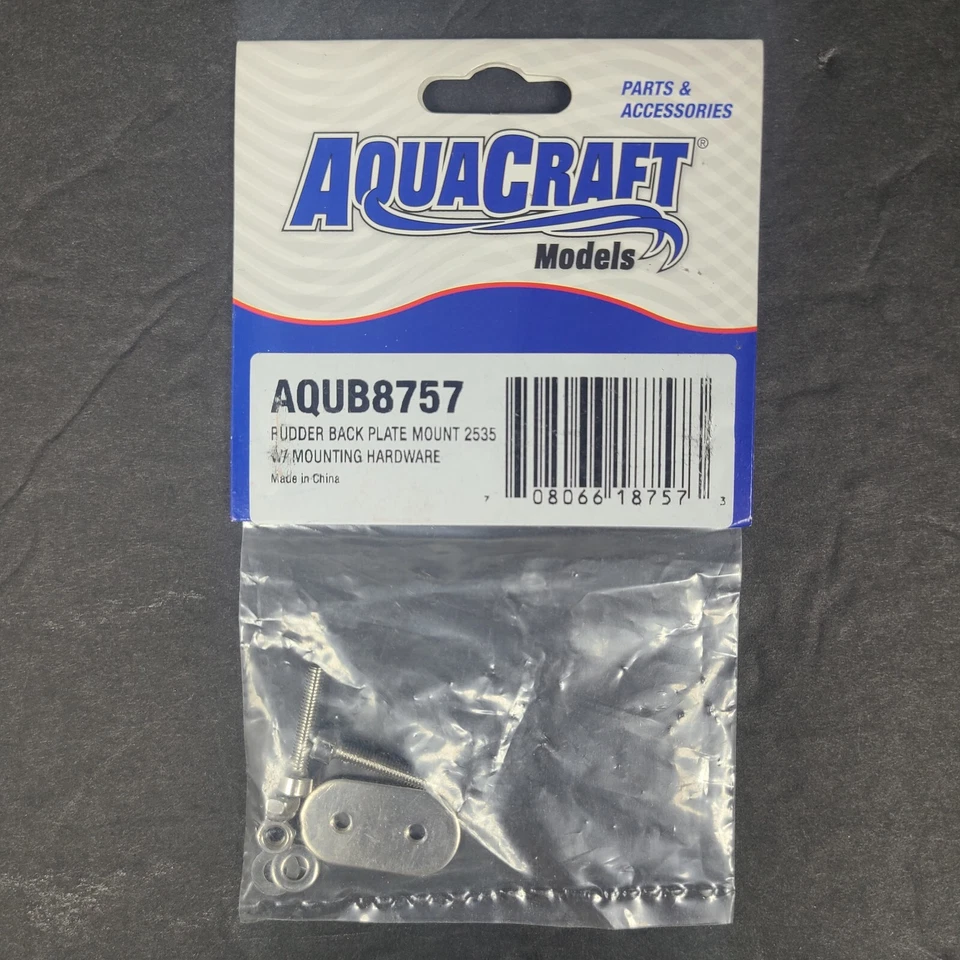 PARTS &
ACCESSORIES
AQUACRAFT®
Models
AQUB8757
RUDDER BACK PLATE MOUNT 2535
W/ MOUNTING HARDWARE
Made in China
7 08066 18757 3